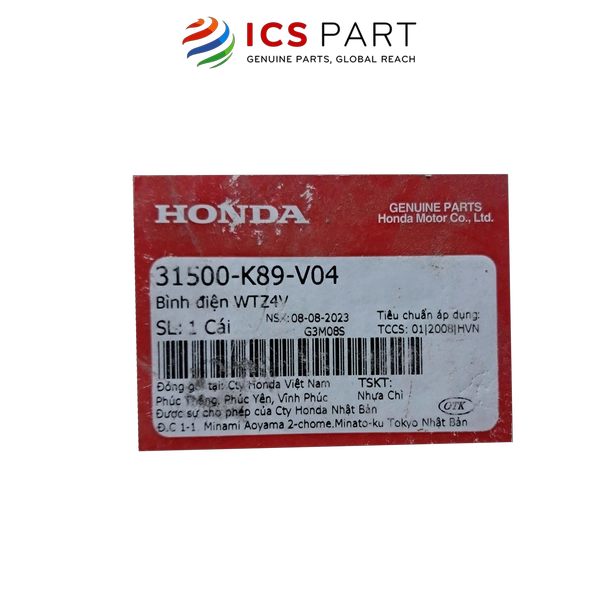 ICS PART
GENUINE PARTS, GLOBAL REACH
HONDA
GENUINE PARTS
Honda Motor Co., Ltd.
31500-K89-V04
Bình điện WTZ4V
NSX:08-08-2023
Tiêu chuẩn áp dụng:
SL: 1 Cái
G3M08S
TCCS: 01|2008|HVN
Đóng gói tại: Cty Honda Việt Nam
TSKT:
Phúc Thắng, Phúc Yên, Vĩnh Phúc
Nhựa Chì
Được sự cho phép của Cty Honda Nhật Bản
OTK
Đ.C 1-1, Minami Aoyama 2-chome.Minato-ku Tokyo Nhật Bản